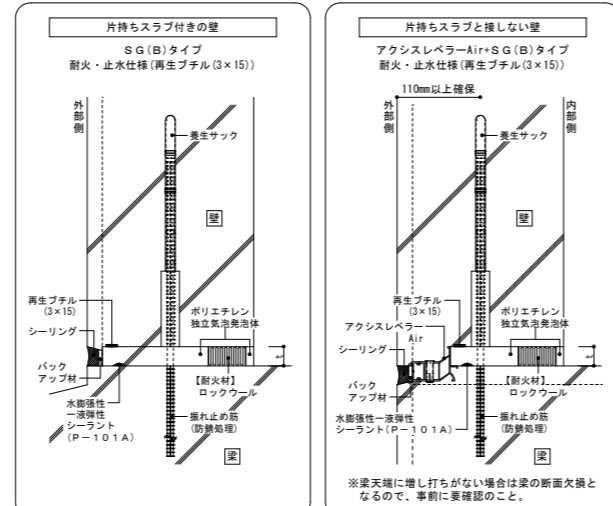 片持ちスラブ付きの壁
SG(B)タイプ
耐火・止水仕様(再生ブチル(3×15))
外部側
養生サック
壁
再生ブチル
(3×15)
シーリング
ポリエチレン
独立気泡発泡体
t
バック
アップ材
【耐火材】
ロックウール
水膨張性
一液弾性
シーラント
(P-101A)
振れ止め筋
(防錆処理)
梁
片持ちスラブと接しない壁
アクシスレベラーAir+SG(B)タイプ
耐火・止水仕様(再生ブチル(3×15))
110mm以上確保
外部側
内部側
養生サック
壁
再生ブチル
(3×15)
ポリエチレン
独立気泡発泡体
アクシスレベラー
Air
シーリング
t
バック
アップ材
【耐火材】
ロックウール
水膨張性
一液弾性
シーラント(P-101A)
振れ止め筋
(防錆処理)
梁
※梁天端に増し打ちがない場合は梁の断面欠損と
なるので、事前に要確認のこと。